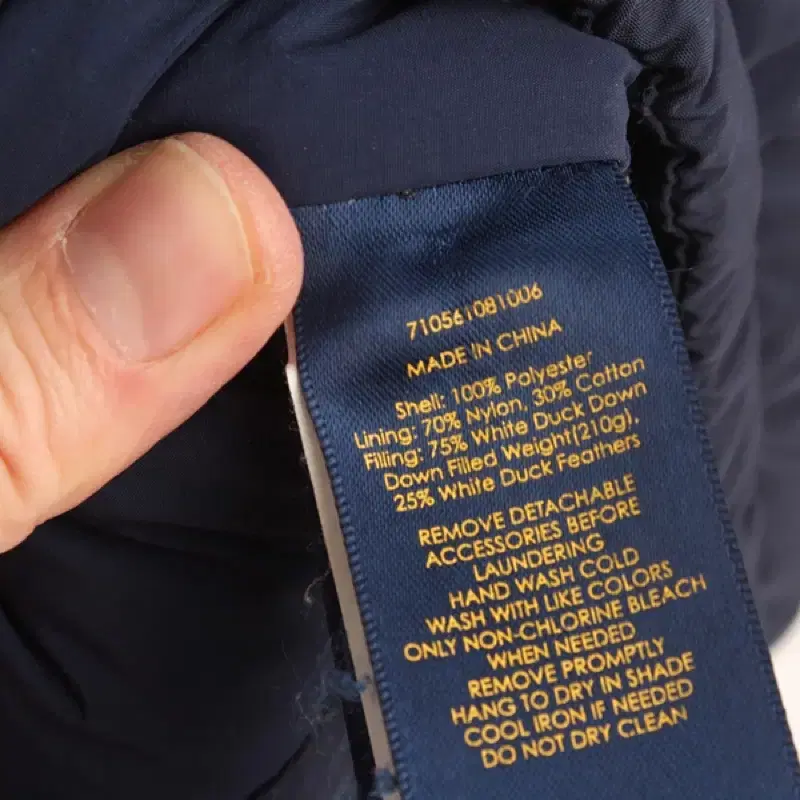 710561081006
MADE IN CHINA
Shell: 100% Polyester
Lining: 70% Nylon, 30% Cotton
Filling: 75% White Duck Down
Down Filled Weight(210g),
25% White Duck Feathers
REMOVE DETACHABLE
ACCESSORIES BEFORE
LAUNDERING
HAND WASH COLD
WASH WITH LIKE COLORS
ONLY NON-CHLORINE BLEACH
WHEN NEEDED
REMOVE PROMPTLY
HANG TO DRY IN SHADE
COOL IRON IF NEEDED
DO NOT DRY CLEAN